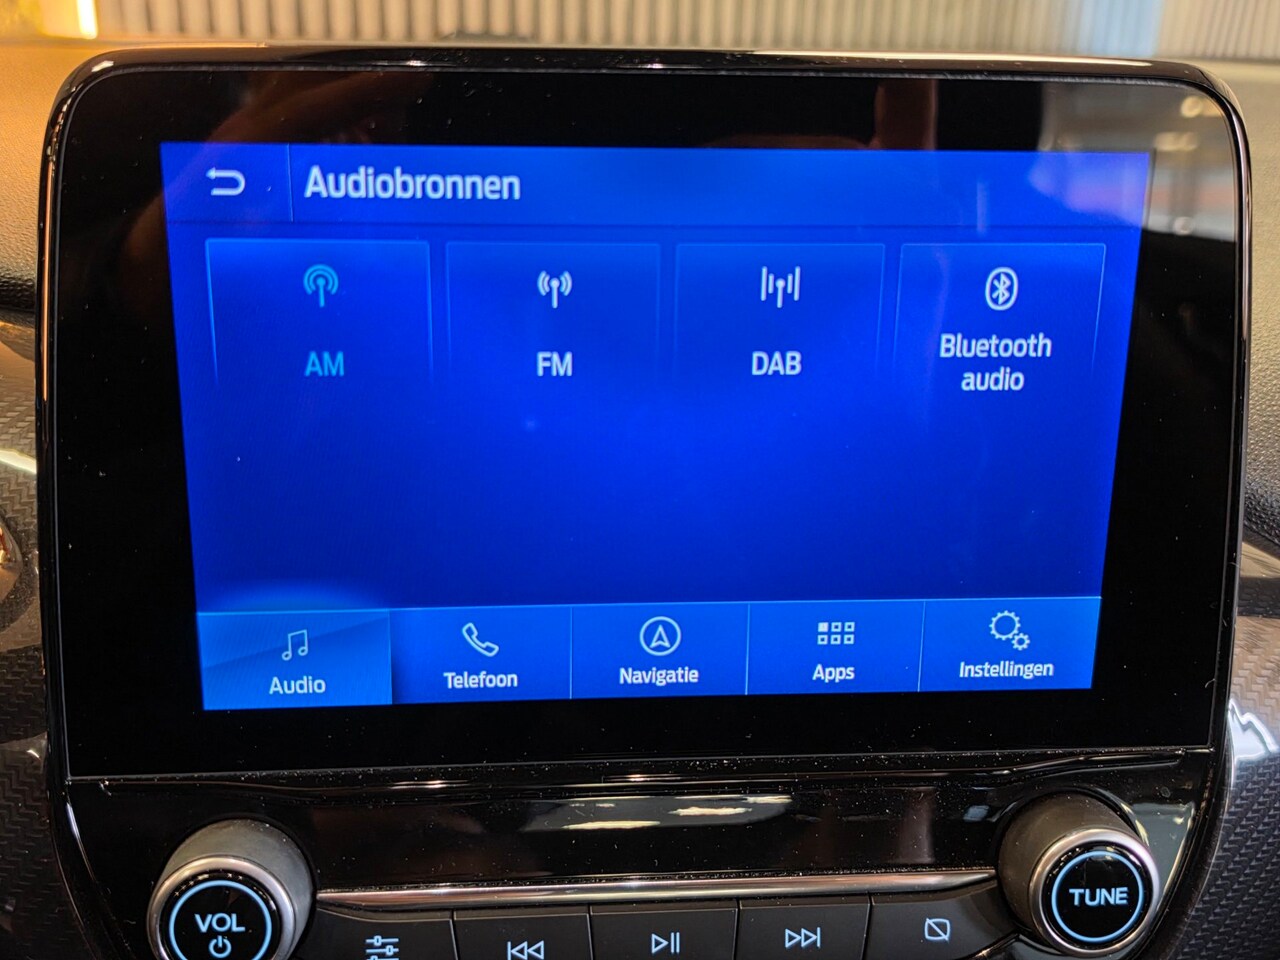 Audiobronnen
AM
FM
DAB
Bluetooth
audio
Audio
Telefoon
Navigatie
Apps
Instellingen
VOL
TUNE